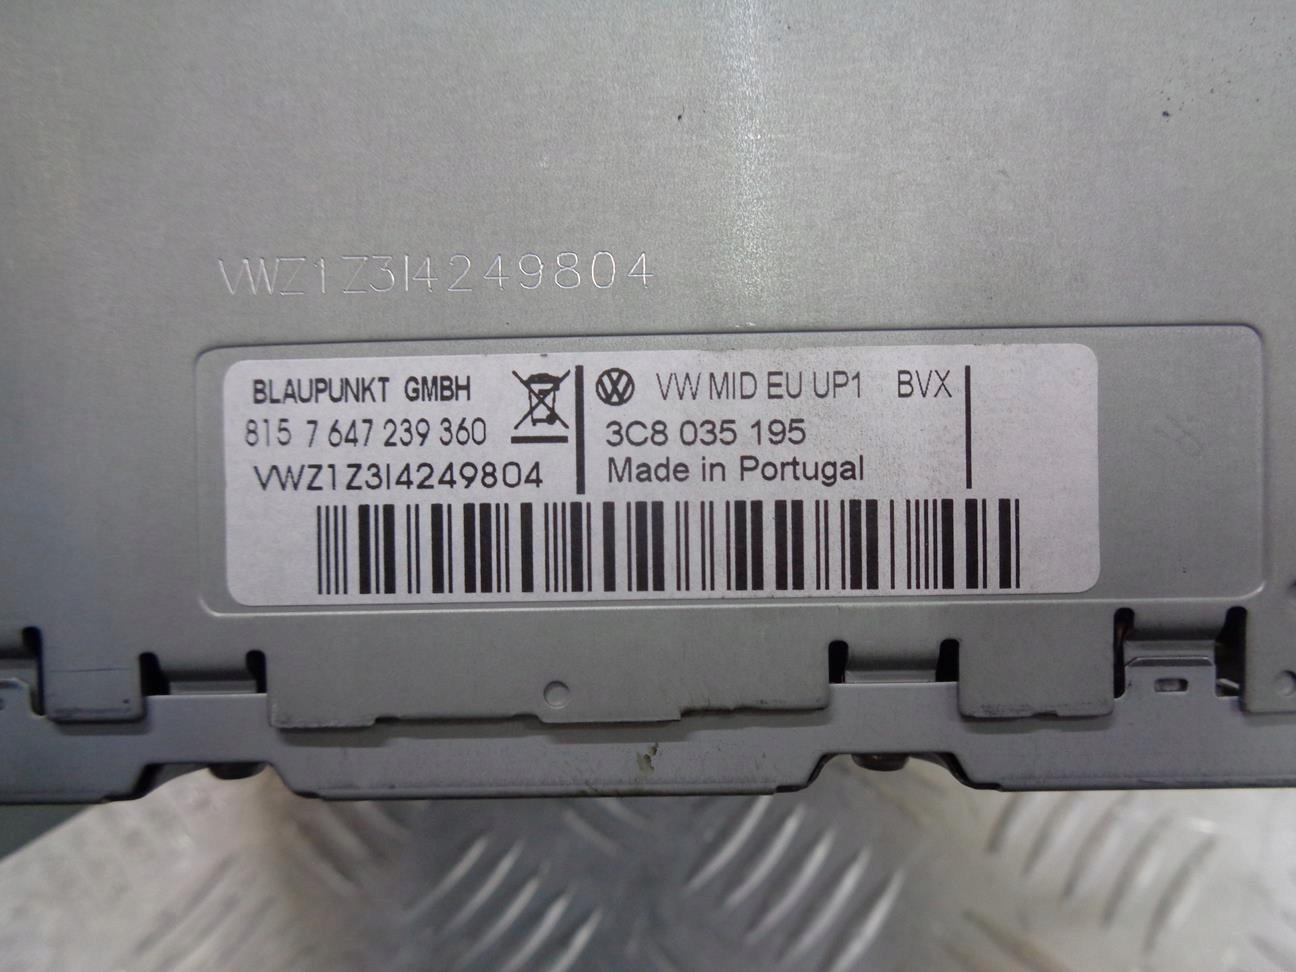 VWZ1Z3I4249804
BLAUPUNKT GMBH
815 7 647 239 360
VWZ1Z3I4249804
VW MID EU UP1 BVX
3C8 035 195
Made in Portugal